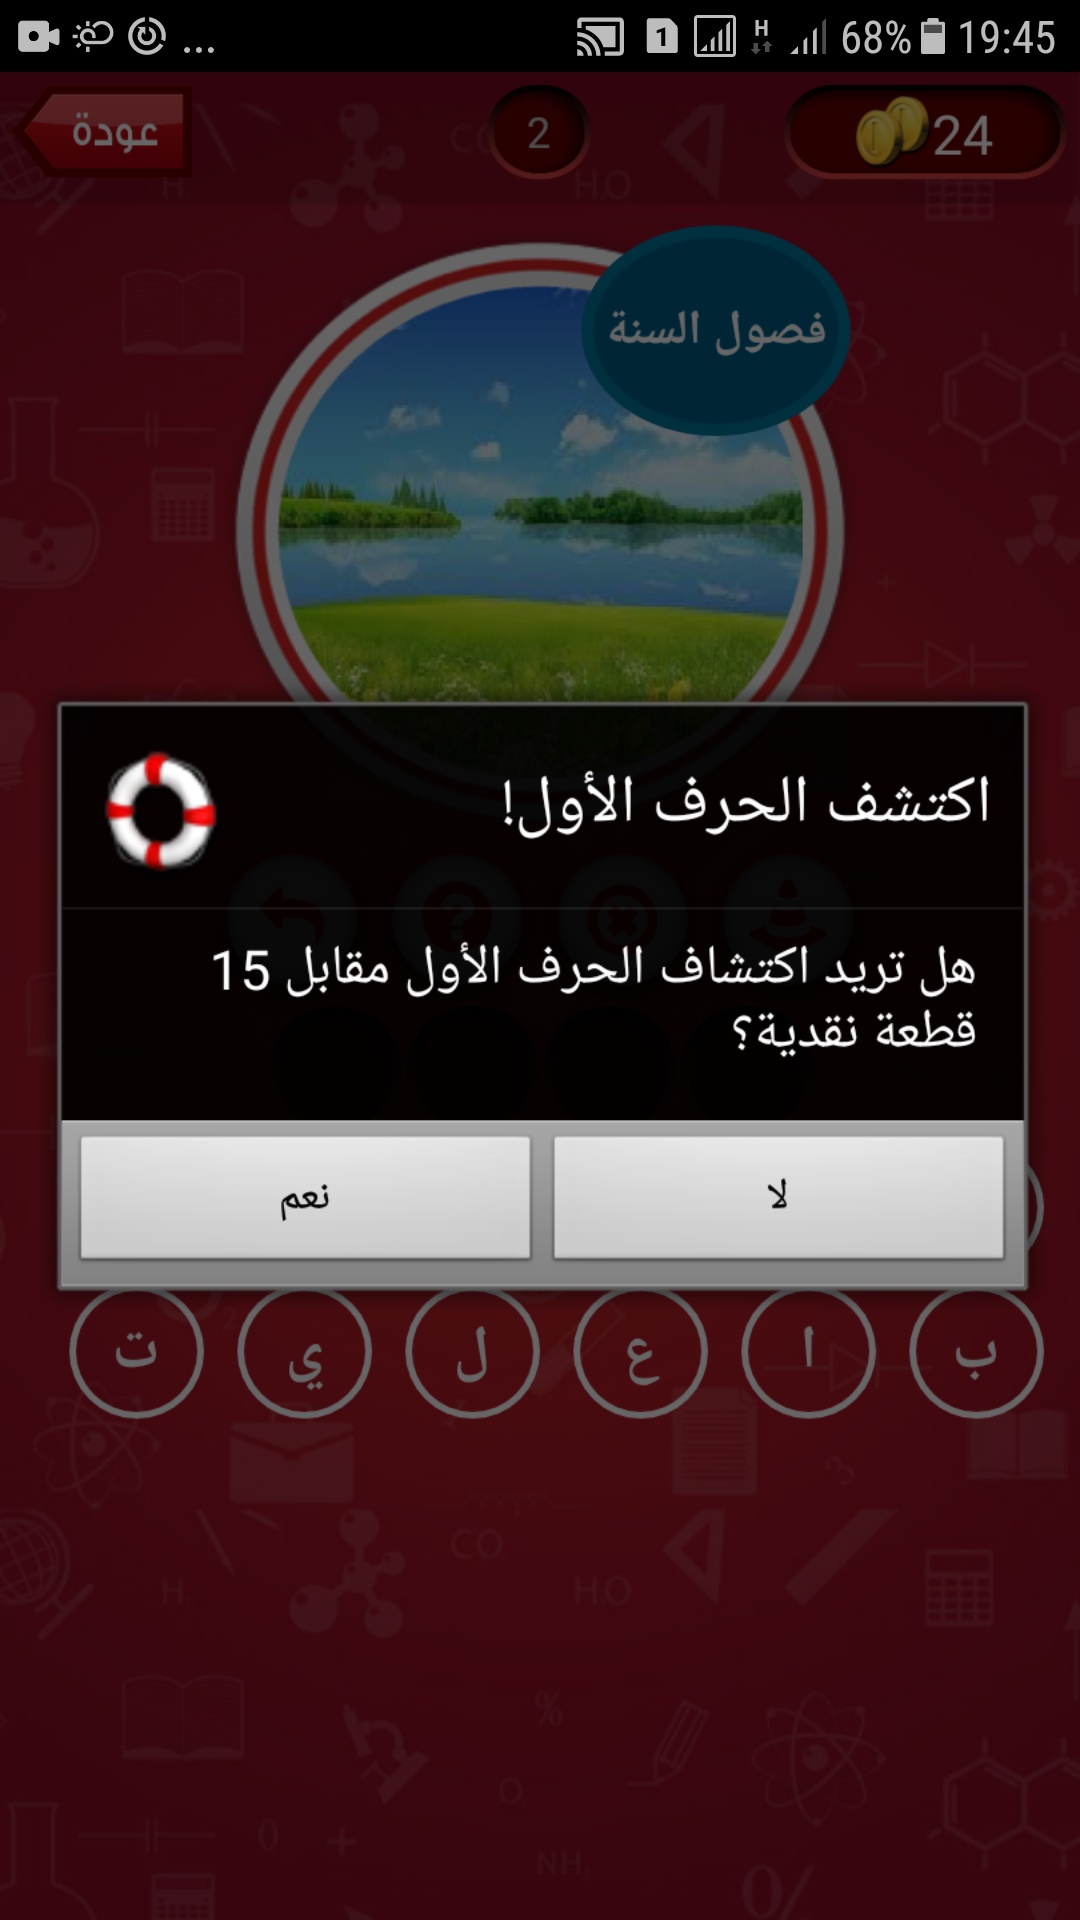 ... 1 H 68% 19:45
عودة
2
24
فصول السنة
اكتشف الحرف الأول!
هل تريد اكتشاف الحرف الأول مقابل 15
قطعة نقدية؟
نعم
لا
ب ا ع ل ي ت